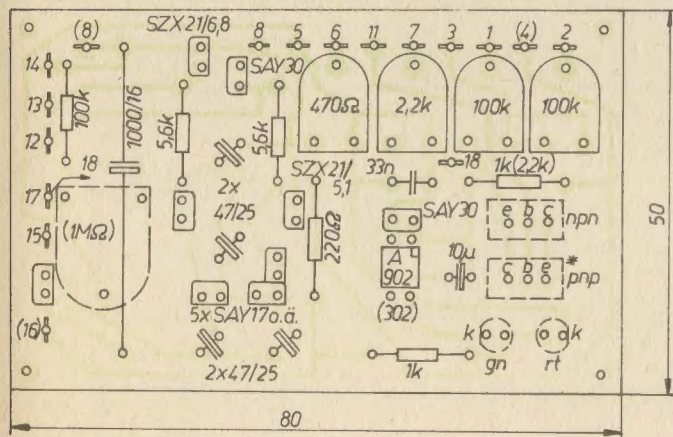 SZX21/6,8
(8) 8 5 6 11 7 3 1 (4) 2
14
SAY30
13
100k
1000/16
5,6k
5,6k
470Ω 2,2k 100k 100k
12
18
SZX21/
5,1
33n
18
1k(2,2k)
17
2x
47/25
(1MΩ)
220Ω
SAY30
e b c npn
15
A
902
10µ
c b e pnp *
(16)
5xSAY17o.ä.
(302)
k k
gn rt
2x47/25
1k
50
80